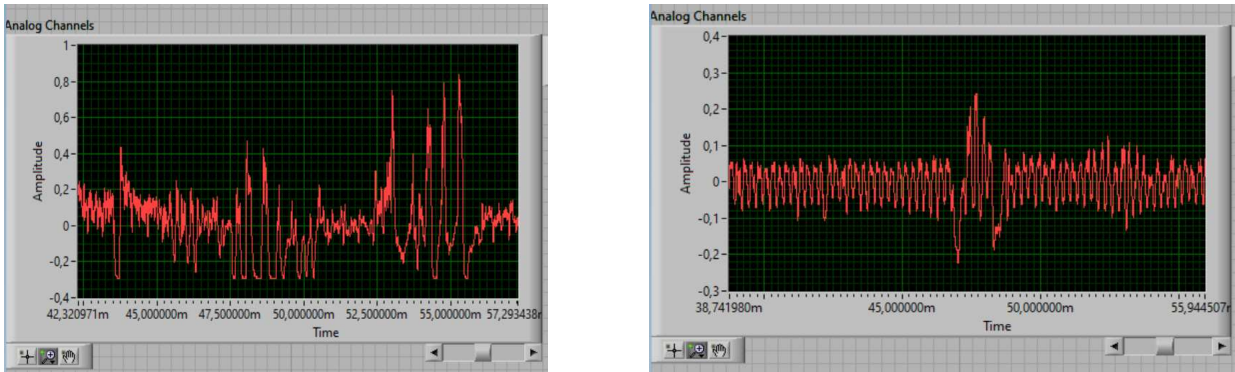 Analog Channels
1
0,8
0,6
0,4
0,2
0
-0,2
-0,4
Amplitude
42,320971m 45,000000m 47,500000m 50,000000m 52,500000m 55,000000m 57,293438m
Time
Analog Channels
0,4
0,3
0,2
0,1
0
-0,1
-0,2
-0,3
Amplitude
38,741980m 45,000000m 50,000000m 55,944507m
Time